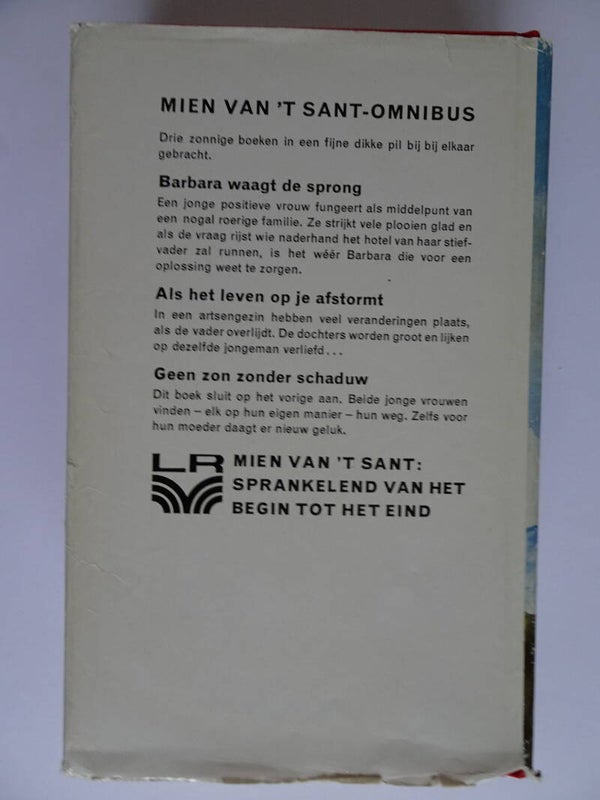 MIEN VAN 'T SANT-OMNIBUS
Drie zonnige boeken in een fijne dikke pil bij bij elkaar
gebracht.
Barbara waagt de sprong
Een jonge positieve vrouw fungeert als middelpunt van
een nogal roerige familie. Ze strijkt vele plooien glad en
als de vraag rijst wie naderhand het hotel van haar stief-
vader zal runnen, is het wéér Barbara die voor een
oplossing weet te zorgen.
Als het leven op je afstormt
In een artsengezin hebben veel veranderingen plaats,
als de vader overlijdt. De dochters worden groot en lijken
op dezelfde jongeman verliefd...
Geen zon zonder schaduw
Dit boek sluit op het vorige aan. Beide jonge vrouwen
vinden – elk op hun eigen manier – hun weg. Zelfs voor
hun moeder daagt er nieuw geluk.
LR
MIEN VAN 'T SANT:
SPRANKELEND VAN HET
BEGIN TOT HET EIND